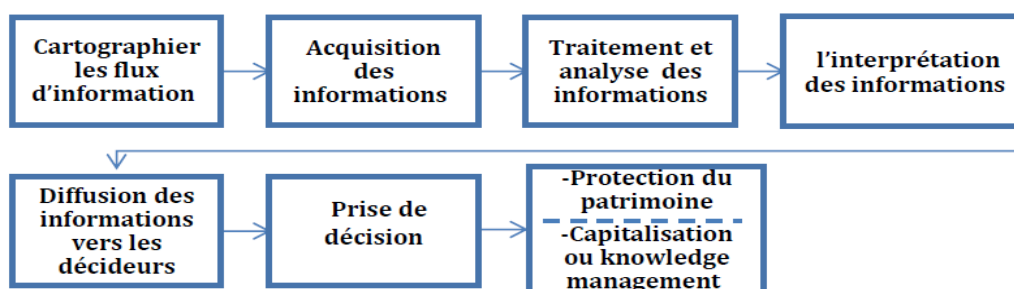 Cartographier
les flux
d’information
Acquisition
des
informations
Traitement et
analyse des
informations
l’interprétation
des informations
Diffusion des
informations
vers les
décideurs
Prise de
décision
-Protection du
patrimoine
-Capitalisation
ou knowledge
management